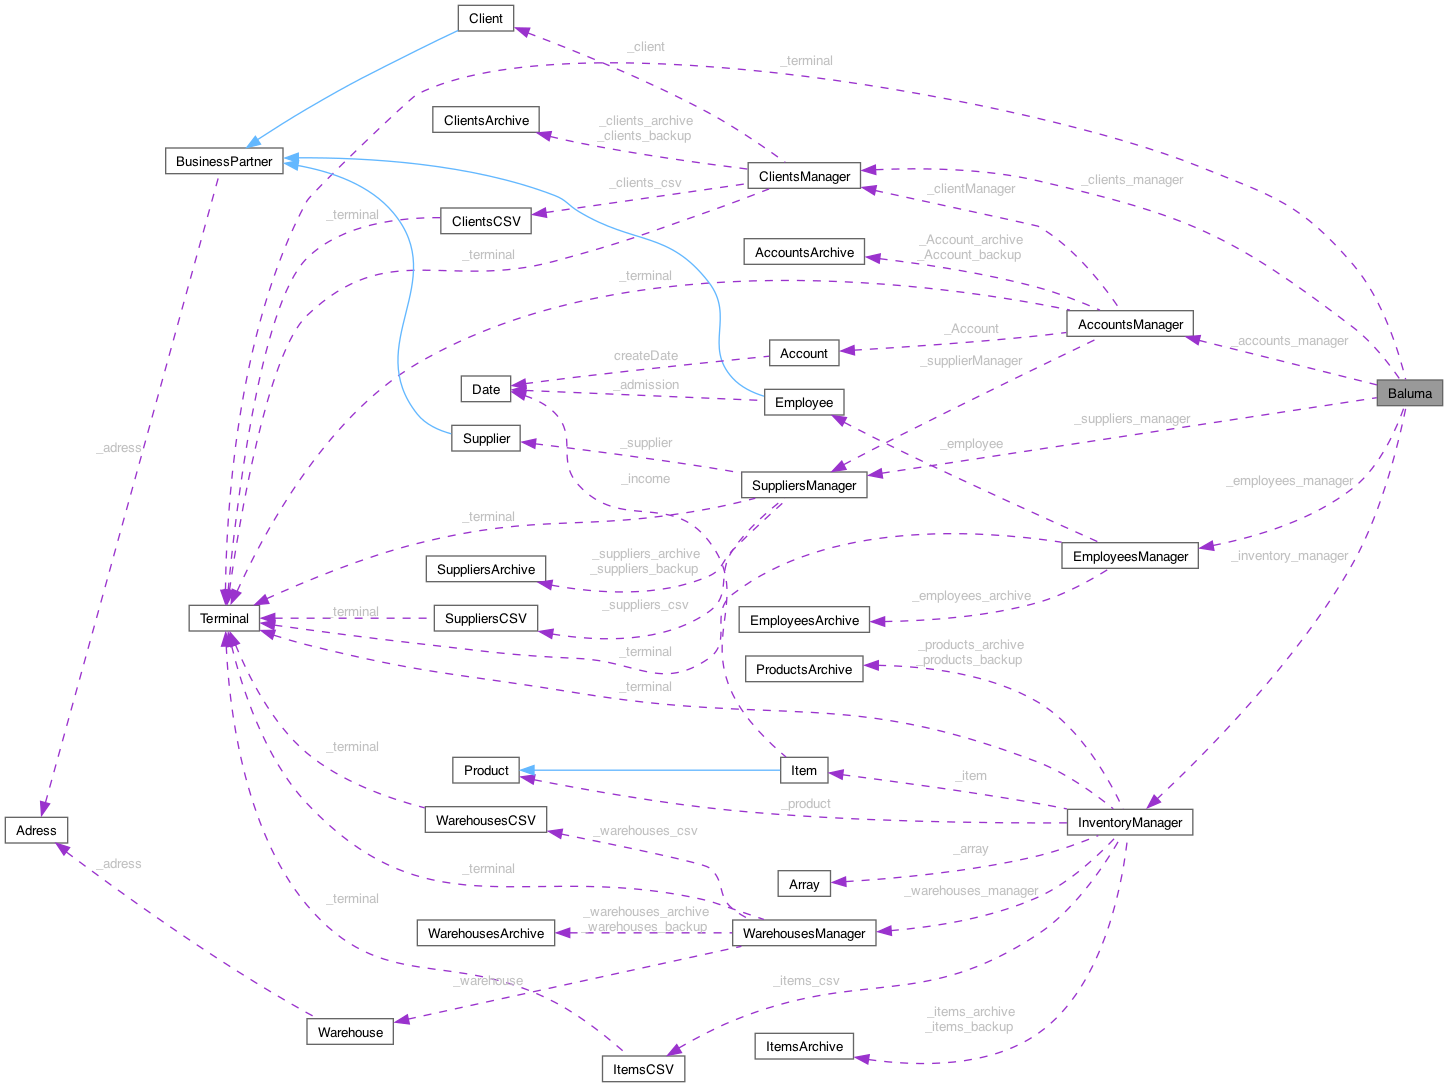 Client
_client
_terminal
ClientsArchive
_clients_archive
_clients_backup
BusinessPartner
ClientsManager
_clients_manager
_clients_csv
_clientManager
ClientsCSV
_terminal
_terminal
AccountsArchive
_Account_archive
_Account_backup
_terminal
AccountsManager
_Account
_accounts_manager
Account
createDate
_supplierManager
Date
_admission
Employee
Baluma
_suppliers_manager
Supplier
_supplier
_employee
_adress
_income
SuppliersManager
_employees_manager
_terminal
SuppliersArchive
_suppliers_archive
_suppliers_backup
EmployeesManager
_inventory_manager
_employees_archive
_suppliers_csv
Terminal
_terminal
SuppliersCSV
EmployeesArchive
_terminal
_products_archive
_products_backup
ProductsArchive
_terminal
_terminal
Product
Item
_item
_product
WarehousesCSV
InventoryManager
Adress
_warehouses_csv
_array
_adress
_terminal
Array
_warehouses_manager
_terminal
_warehouses_archive
_warehouses_backup
WarehousesArchive
WarehousesManager
_warehouse
_items_csv
Warehouse
_items_archive
_items_backup
ItemsArchive
ItemsCSV